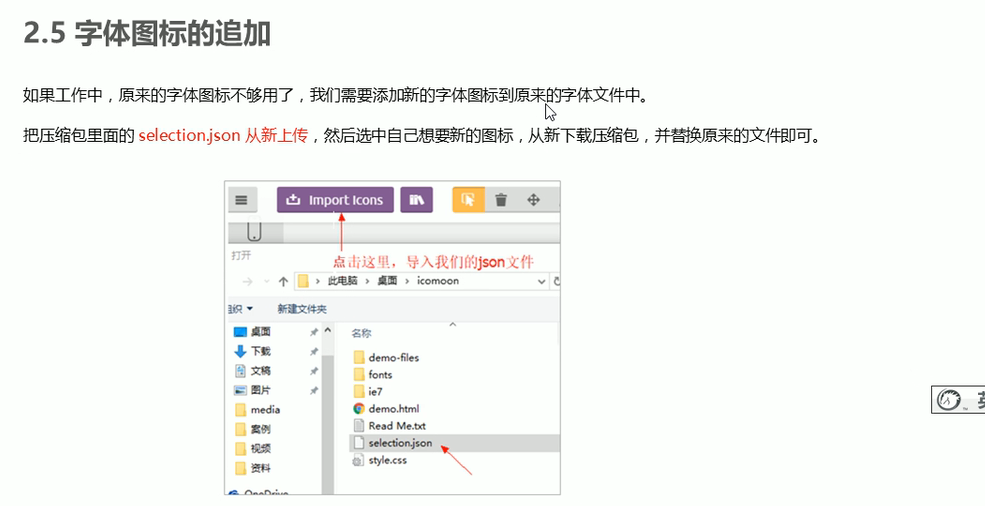 2.5 字体图标的追加
如果工作中，原来的字体图标不够用了，我们需要添加新的字体图标到原来的字体文件中。
把压缩包里面的 selection.json 从新上传，然后选中自己想要新的图标，从新下载压缩包，并替换原来的文件即可。
Import Icons
打开
点击这里，导入我们的json文件
此电脑 › 桌面 › icomoon
组织 新建文件夹
名称
桌面
下载
文稿
图片
media
案例
视频
资料
OneDrive
demo-files
fonts
ie7
demo.html
Read Me.txt
selection.json
style.css
英